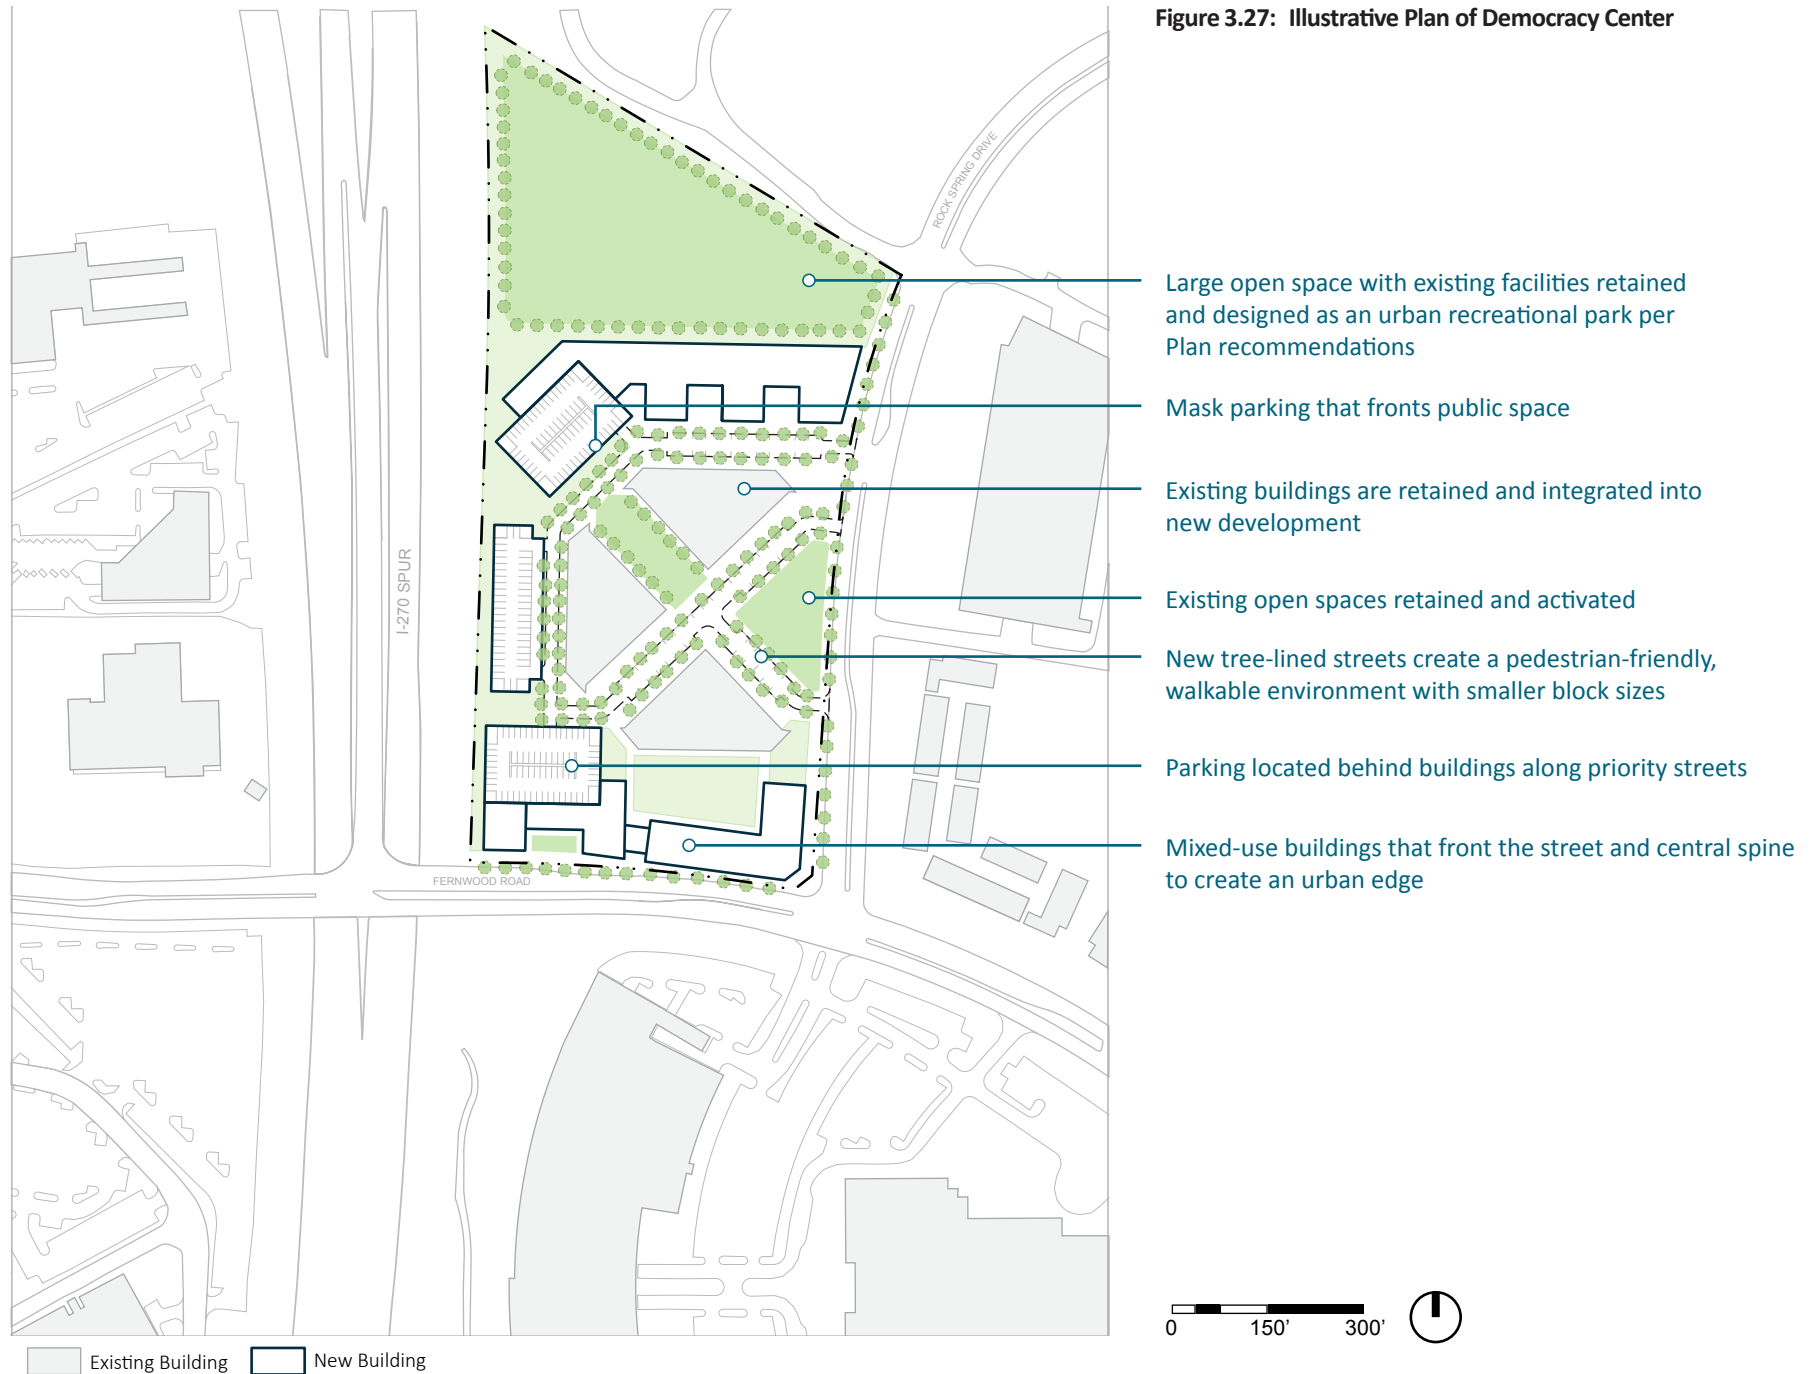 Figure 3.27: Illustrative Plan of Democracy Center
ROCK SPRING DRIVE
Large open space with existing facilities retained
and designed as an urban recreational park per
Plan recommendations
Mask parking that fronts public space
Existing buildings are retained and integrated into
new development
I-270 SPUR
Existing open spaces retained and activated
New tree-lined streets create a pedestrian-friendly,
walkable environment with smaller block sizes
Parking located behind buildings along priority streets
Mixed-use buildings that front the street and central spine
to create an urban edge
FERNWOOD ROAD
0 150' 300'
Existing Building
New Building